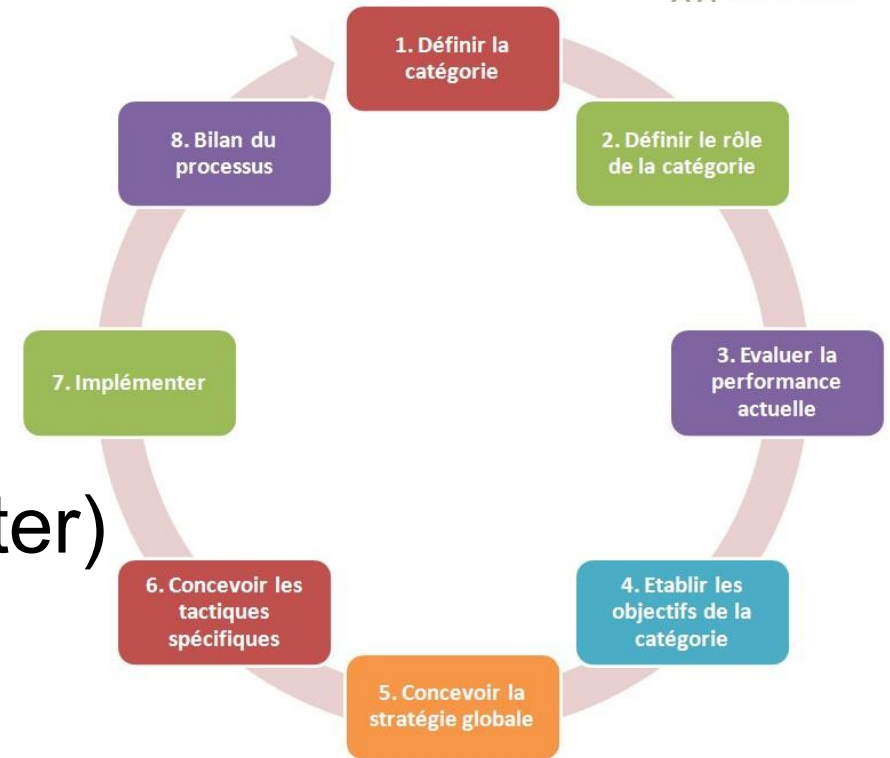 1. Définir la
catégorie
2. Définir le rôle
de la catégorie
3. Evaluer la
performance
actuelle
4. Etablir les
objectifs de la
catégorie
5. Concevoir la
stratégie globale
6. Concevoir les
tactiques
spécifiques
7. Implémenter
8. Bilan du
processus
ter)